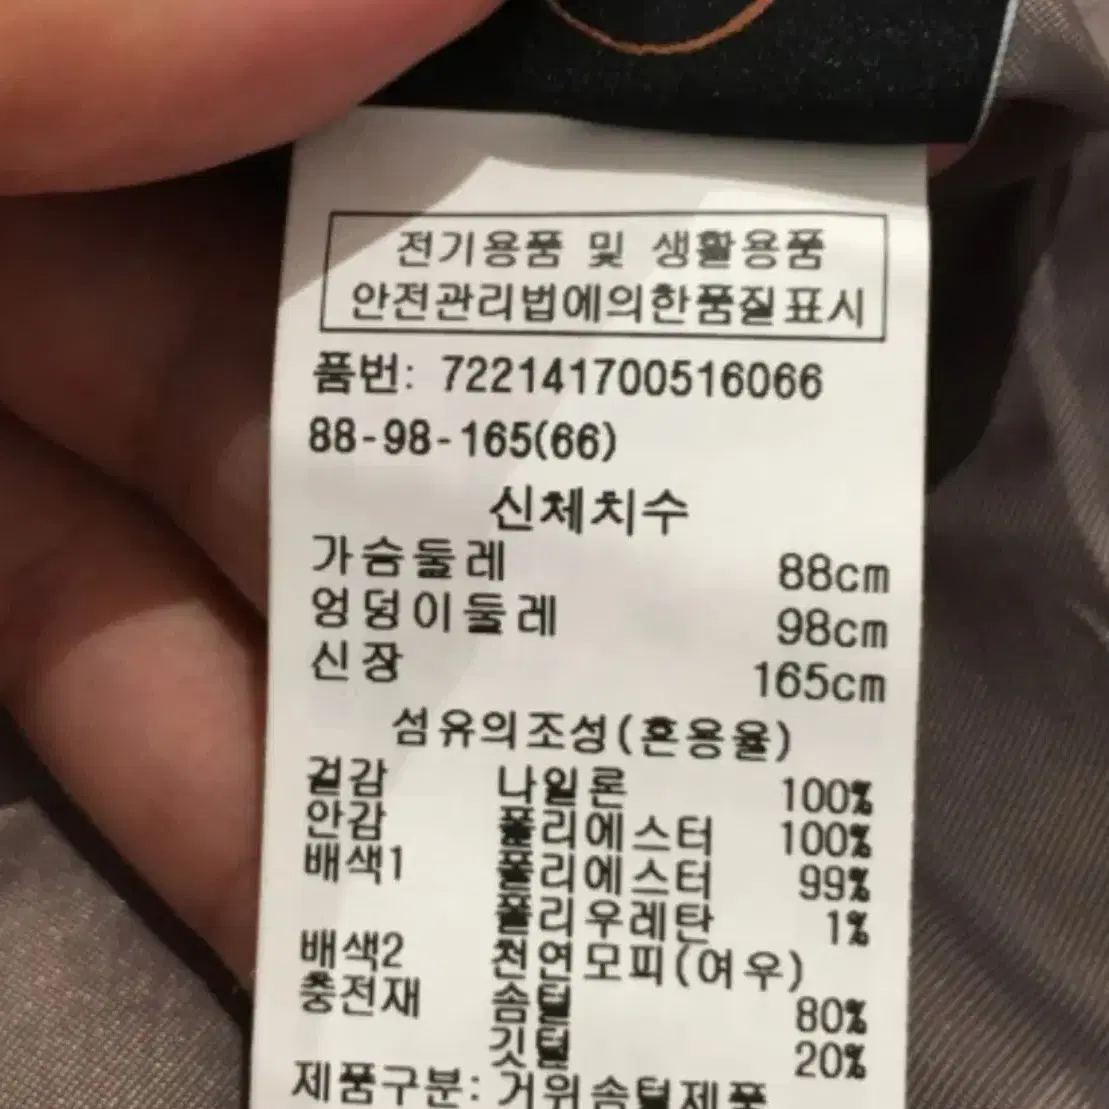 전기용품 및 생활용품
안전관리법에의한품질표시
품번: 722141700516066
88-98-165(66)
신체치수
가슴둘레 88cm
엉덩이둘레 98cm
신장 165cm
섬유의조성(혼용율)
겉감 나일론 100%
안감 폴리에스터 100%
배색1 폴리에스터 99%
폴리우레탄 1%
배색2 천연모피(여우)
충전재 솜털 80%
깃털 20%
제품구분: 거위솜털제품